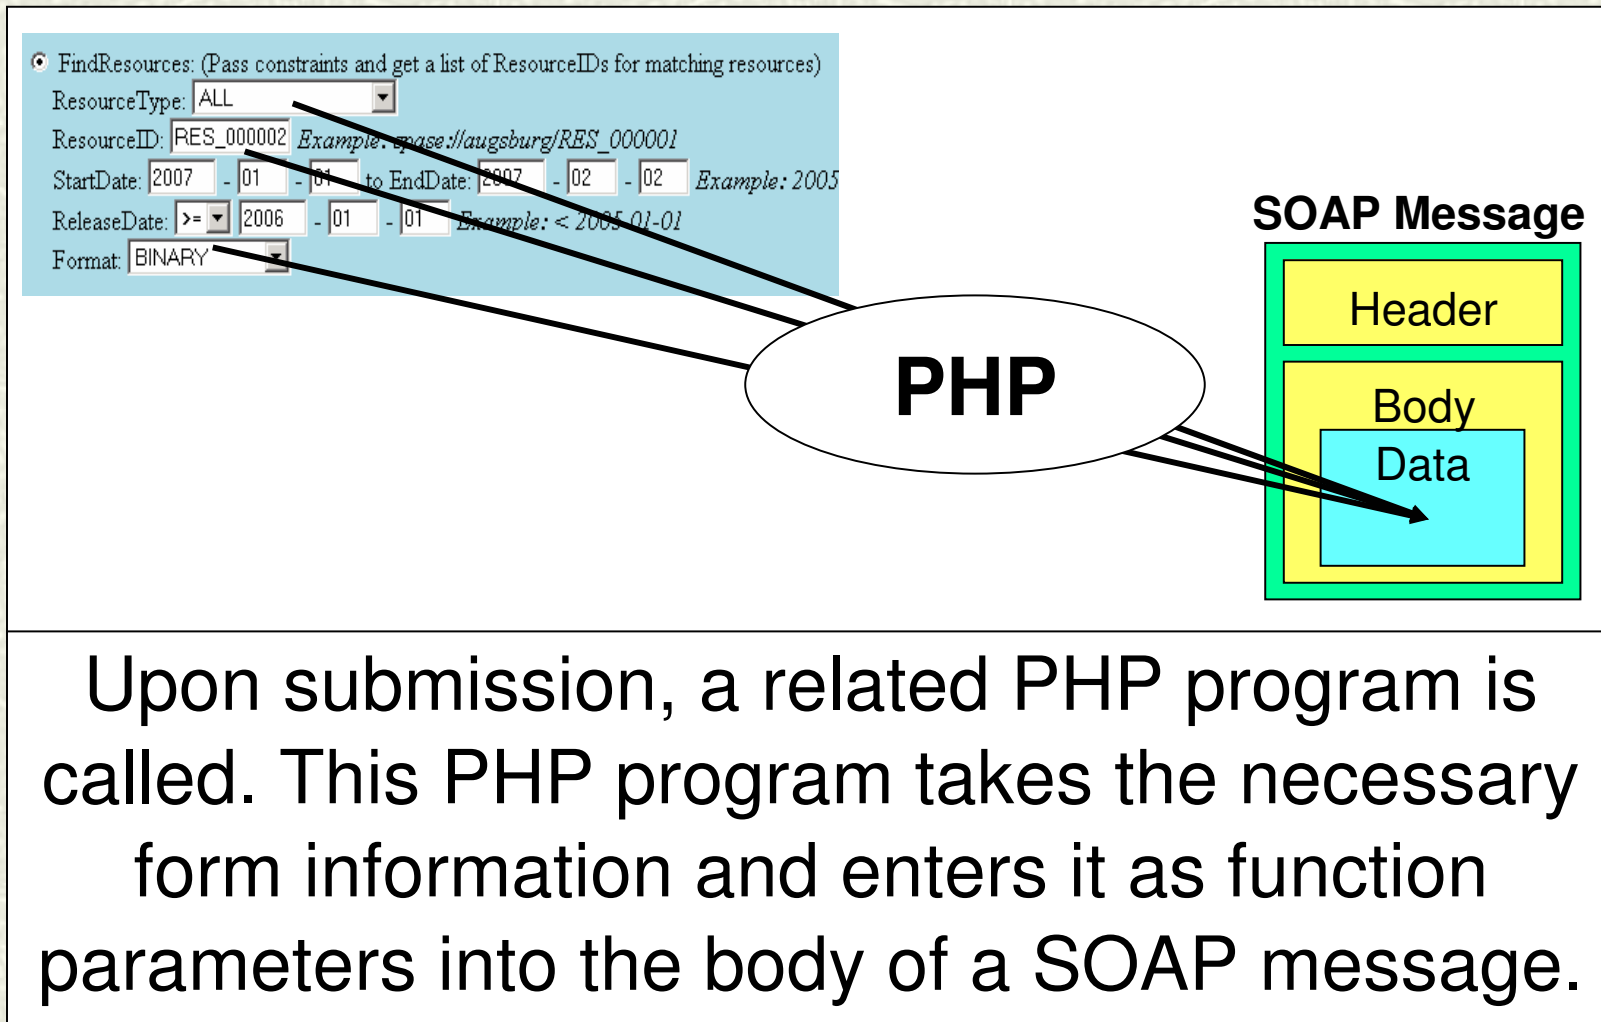 FindResources: (Pass constraints and get a list of ResourceIDs for matching resources)
ResourceType: ALL
ResourceID: RES_000002 Example: spase://augsburg/RES_000001
StartDate: 2007 - 01 - 01 to EndDate: 2007 - 02 - 02 Example: 2005
ReleaseDate: >= 2006 - 01 - 01 Example: < 2005-01-01
Format: BINARY
SOAP Message
Header
PHP
Body
Data
Upon submission, a related PHP program is
called. This PHP program takes the necessary
form information and enters it as function
parameters into the body of a SOAP message.